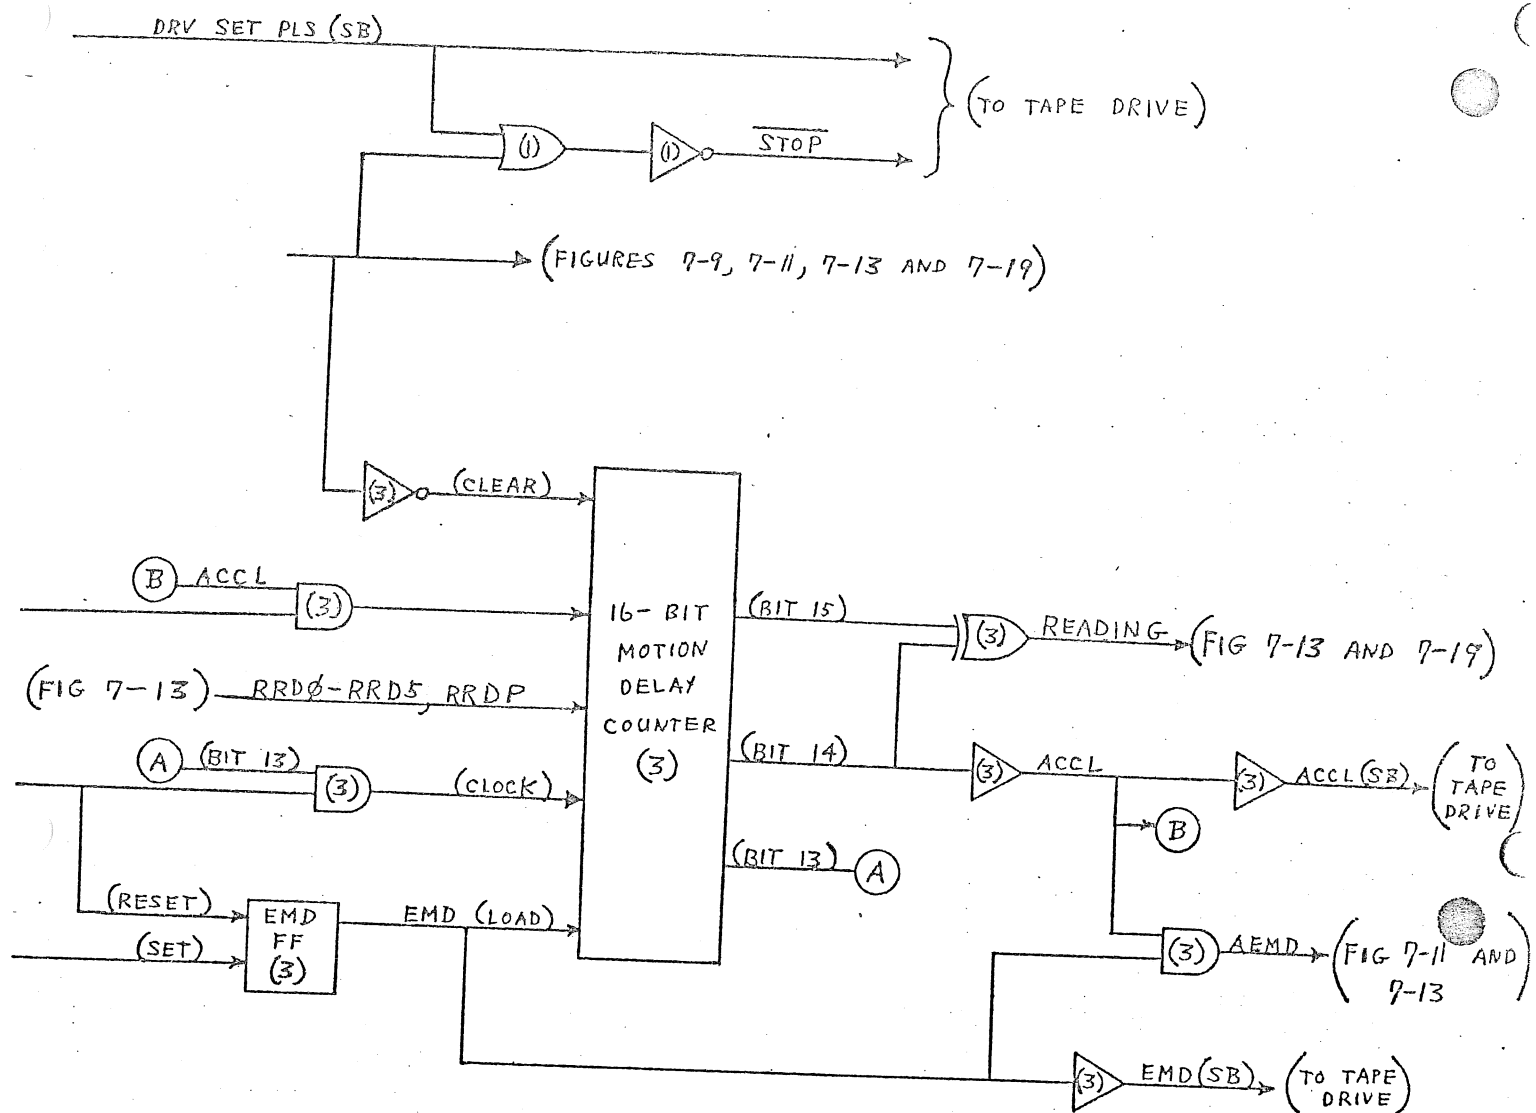 DRV SET PLS (SB)
(TO TAPE DRIVE)
(1)
(1)
STOP
(FIGURES 7-9, 7-11, 7-13 AND 7-19)
(3)
(CLEAR)
B
ACCL
(3)
16-BIT
MOTION
DELAY
COUNTER
(3)
(BIT 15)
(3)
READING
(FIG 7-13 AND 7-19)
(FIG 7-13)
RRDØ-RRD5, RRDP
A
(BIT 13)
(3)
(CLOCK)
(BIT 14)
(3)
ACCL
(3)
ACCL(SB)
(TO
TAPE
DRIVE)
B
(BIT 13)
A
(RESET)
(SET)
EMD
FF
(3)
EMD (LOAD)
(3)
AEMD
(FIG 7-11 AND
7-13)
(3)
EMD(SB)
(TO TAPE
DRIVE)